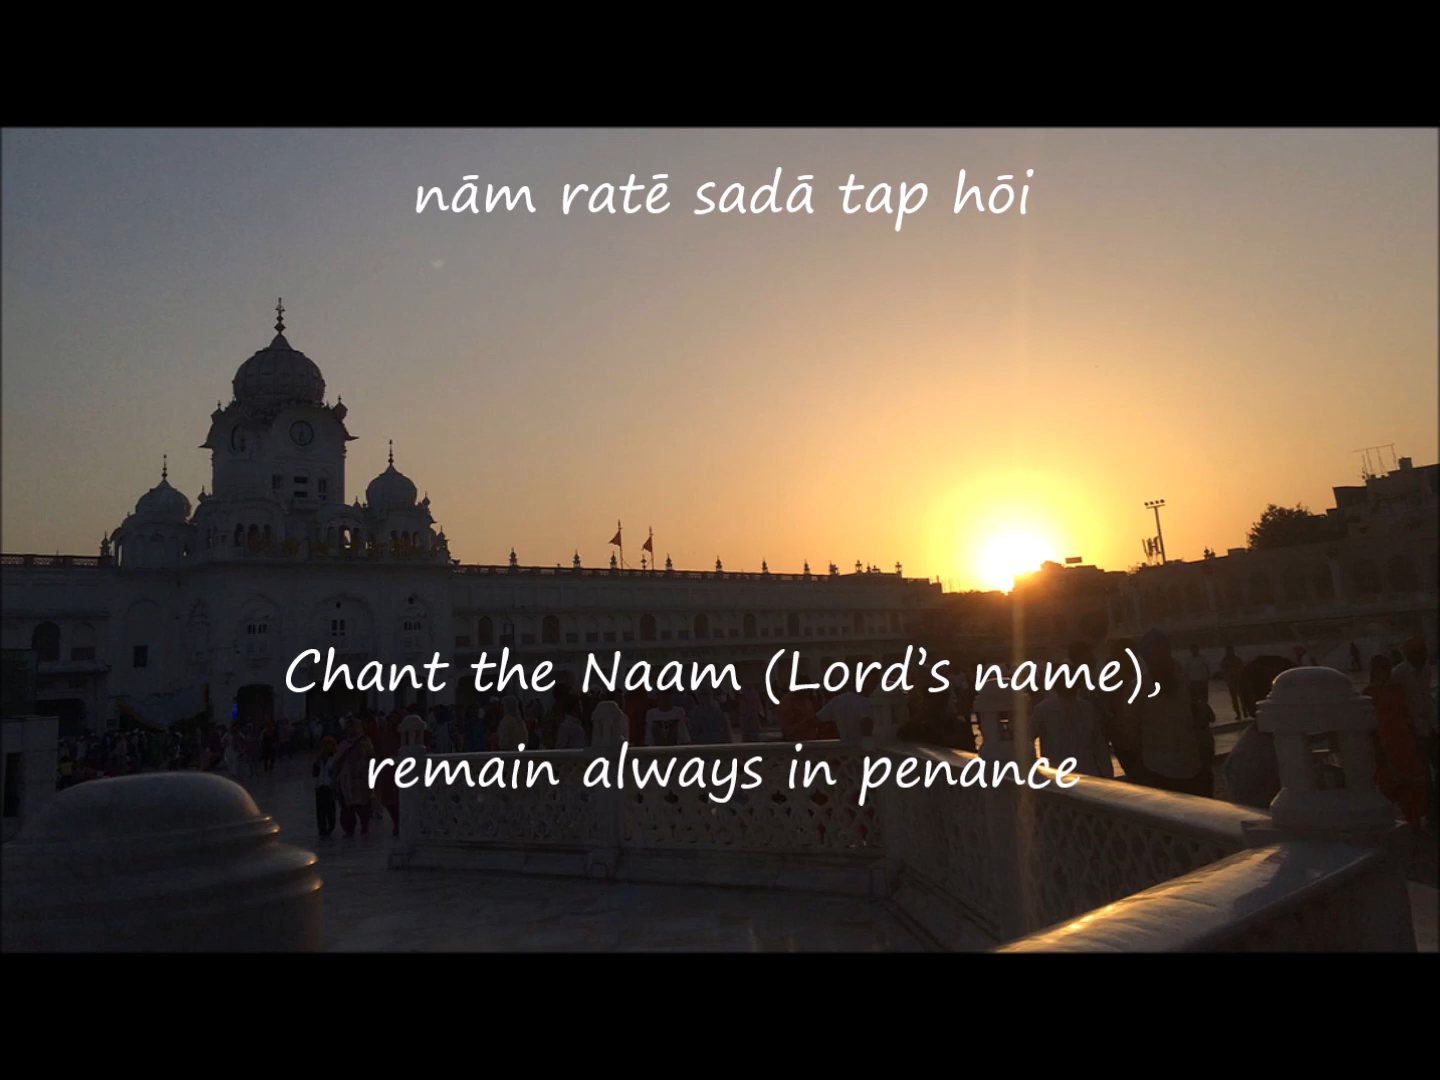 nām ratē sadā tap hōi
Chant the Naam (Lord’s name),
remain always in penance